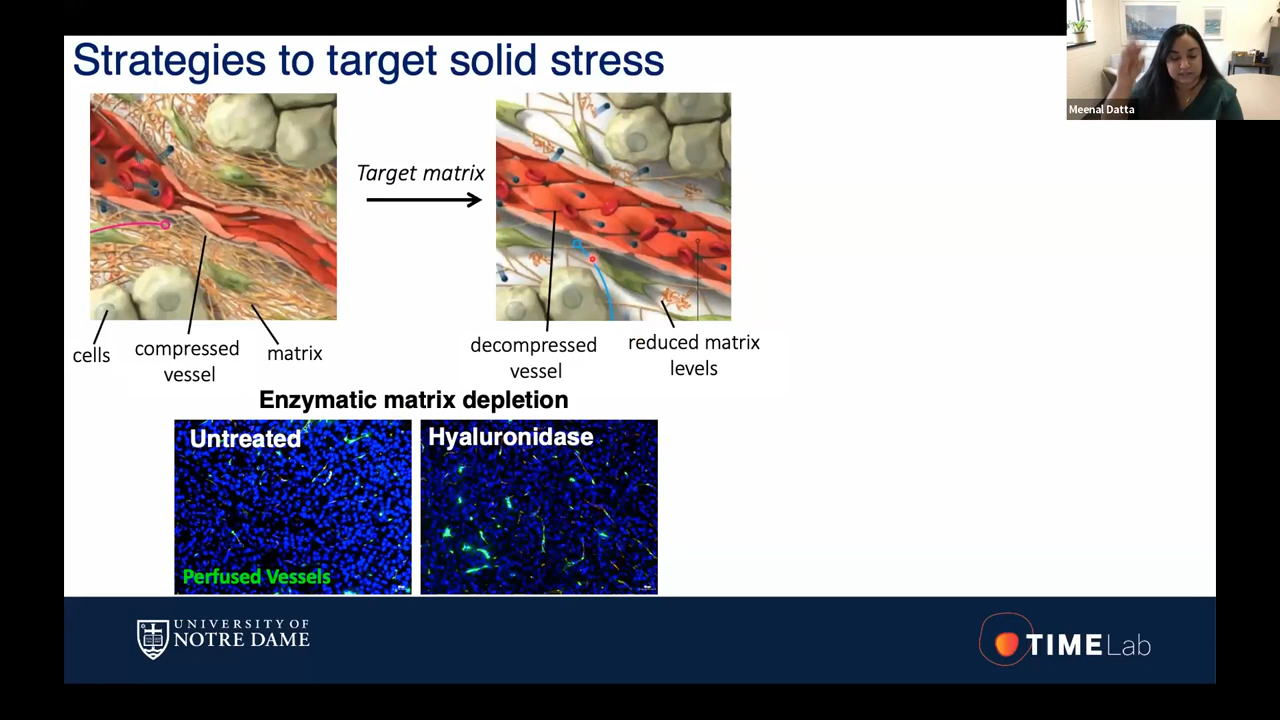 Strategies to target solid stress
Meenal Datta
Target matrix
cells
compressed
vessel
matrix
decompressed
vessel
reduced matrix
levels
Enzymatic matrix depletion
Untreated
Hyaluronidase
Perfused Vessels
UNIVERSITY OF
NOTRE DAME
TIME Lab